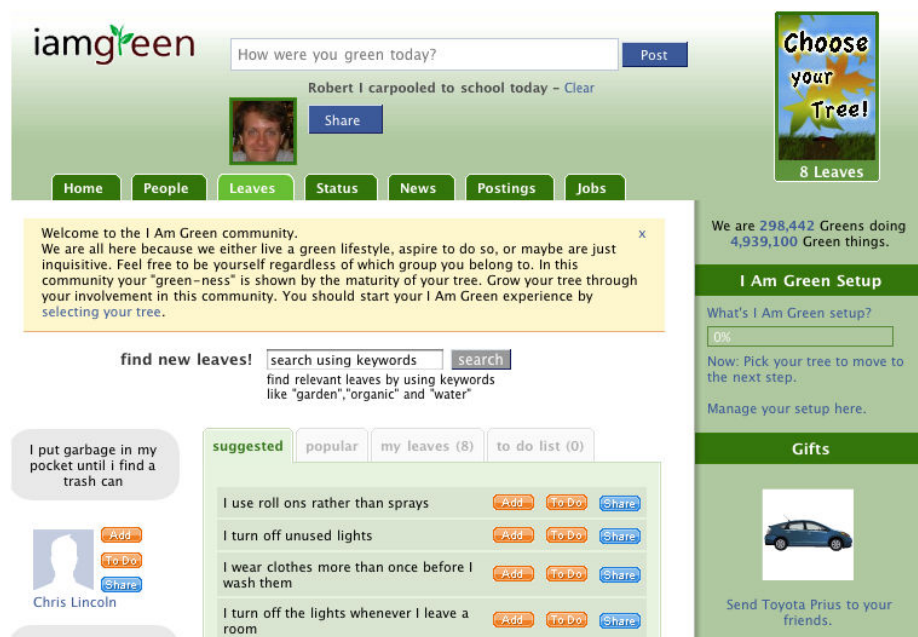 iamgreen
How were you green today?
Post
Robert I carpooled to school today – Clear
Share
Choose
your
Tree!
8 Leaves
Home
People
Leaves
Status
News
Postings
Jobs
Welcome to the I Am Green community.
x
We are all here because we either live a green lifestyle, aspire to do so, or maybe are just
inquisitive. Feel free to be yourself regardless of which group you belong to. In this
community your "green-ness" is shown by the maturity of your tree. Grow your tree through
your involvement in this community. You should start your I Am Green experience by
selecting your tree.
We are 298,442 Greens doing
4,939,100 Green things.
I Am Green Setup
What's I Am Green setup?
0%
Now: Pick your tree to move to
the next step.
Manage your setup here.
Gifts
Send Toyota Prius to your
friends.
find new leaves!
search using keywords
search
find relevant leaves by using keywords
like "garden","organic" and "water"
I put garbage in my
pocket until i find a
trash can
Add
To Do
Share
Chris Lincoln
suggested
popular
my leaves (8)
to do list (0)
I use roll ons rather than sprays
Add
To Do
Share
I turn off unused lights
Add
To Do
Share
I wear clothes more than once before I
wash them
Add
To Do
Share
I turn off the lights whenever I leave a
room
Add
To Do
Share